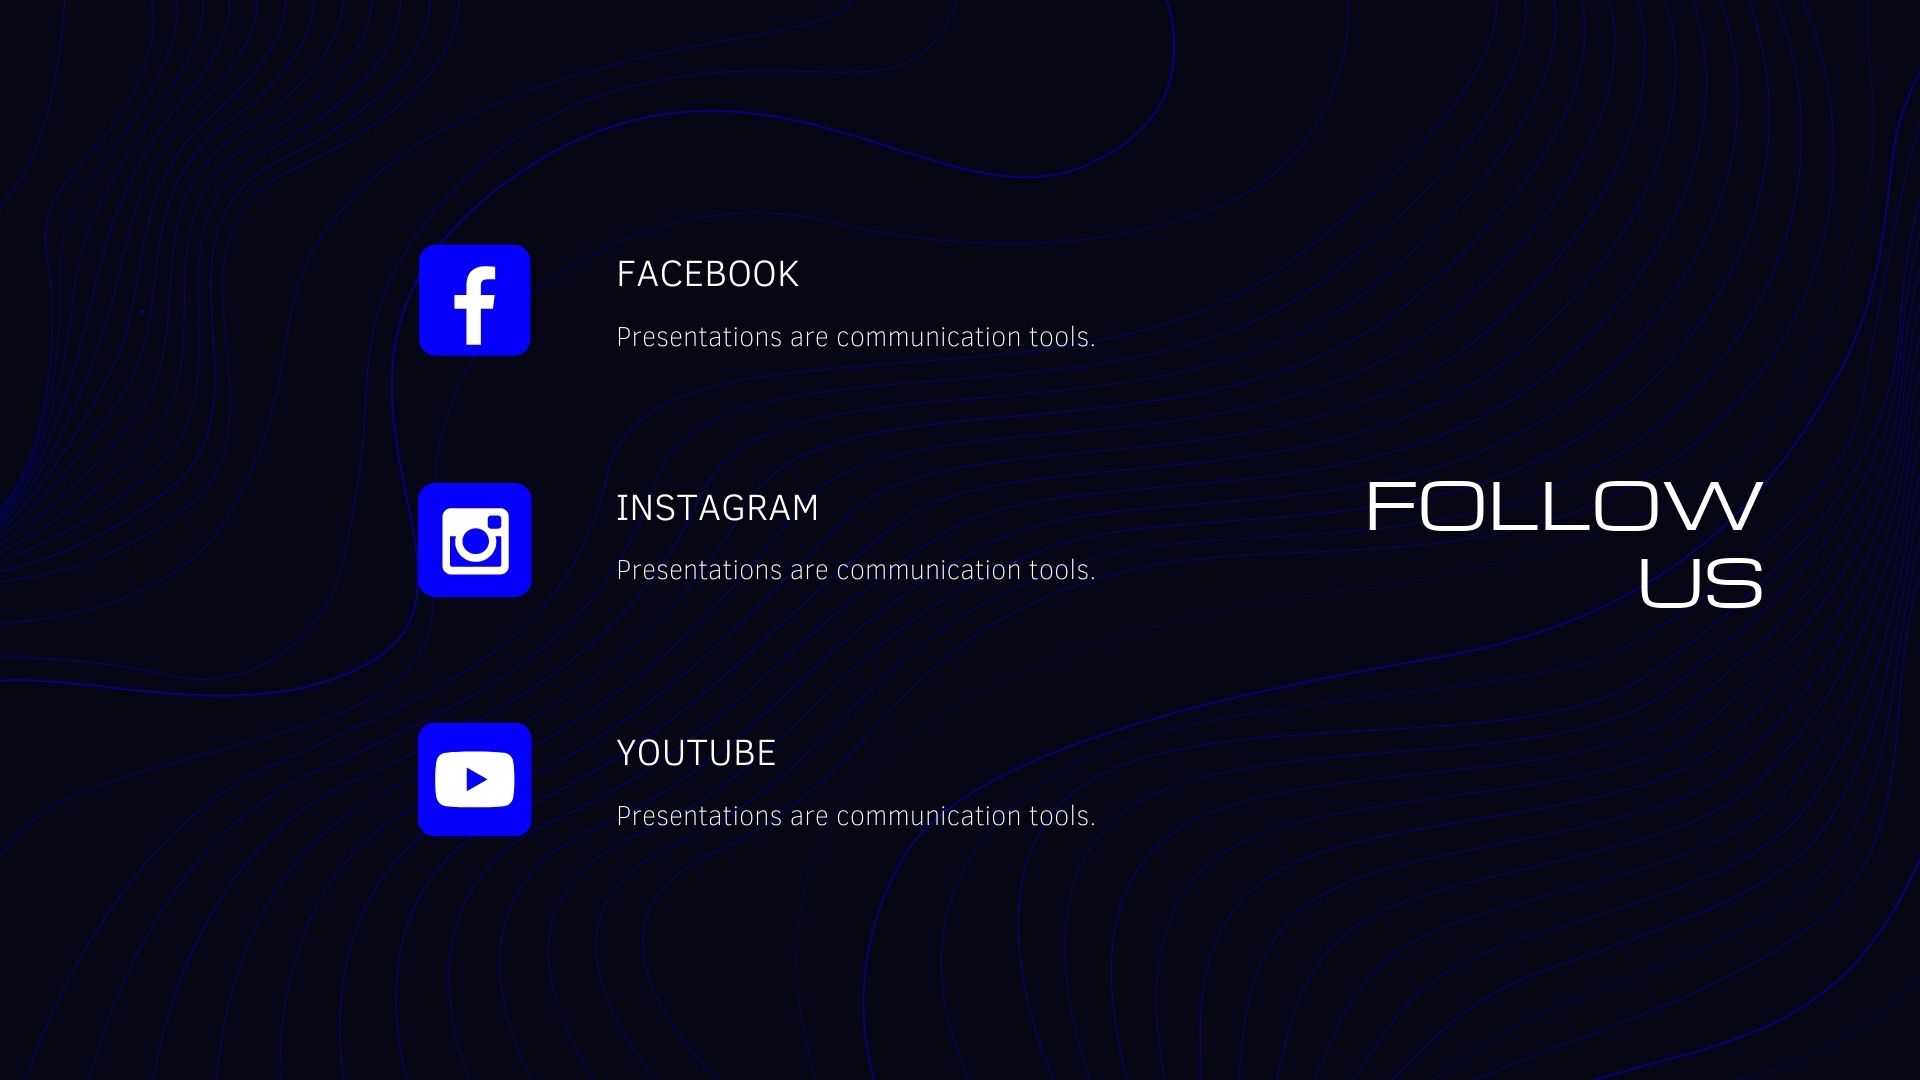 FACEBOOK
Presentations are communication tools.
INSTAGRAM
Presentations are communication tools.
YOUTUBE
Presentations are communication tools.
FOLLOW
US